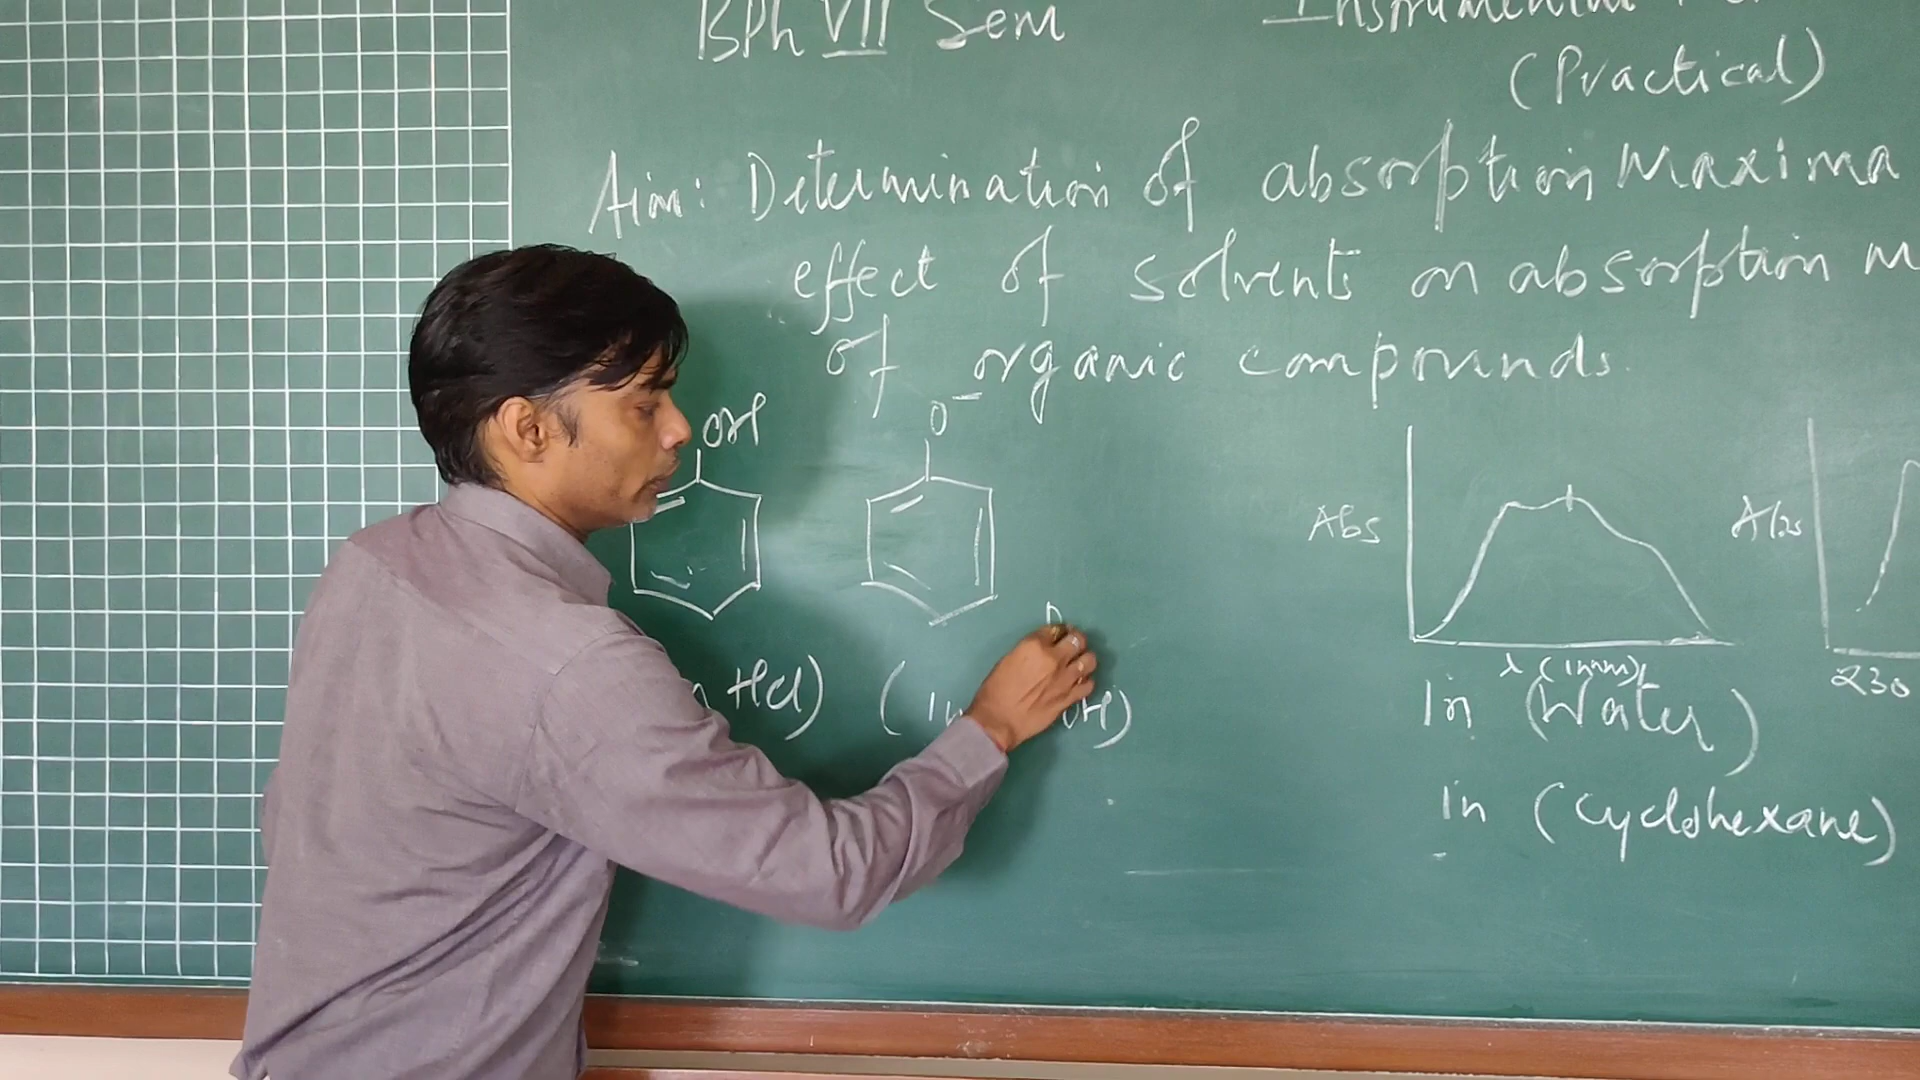 BPh VII Sem
(Practical)
Aim: Determination of absorption Maxima
effect of solvents on absorption
of organic compounds.
OH
O⁻
Abs
Abs
λ (in nm)
230
HCl)
In (Water)
in (cyclohexane)